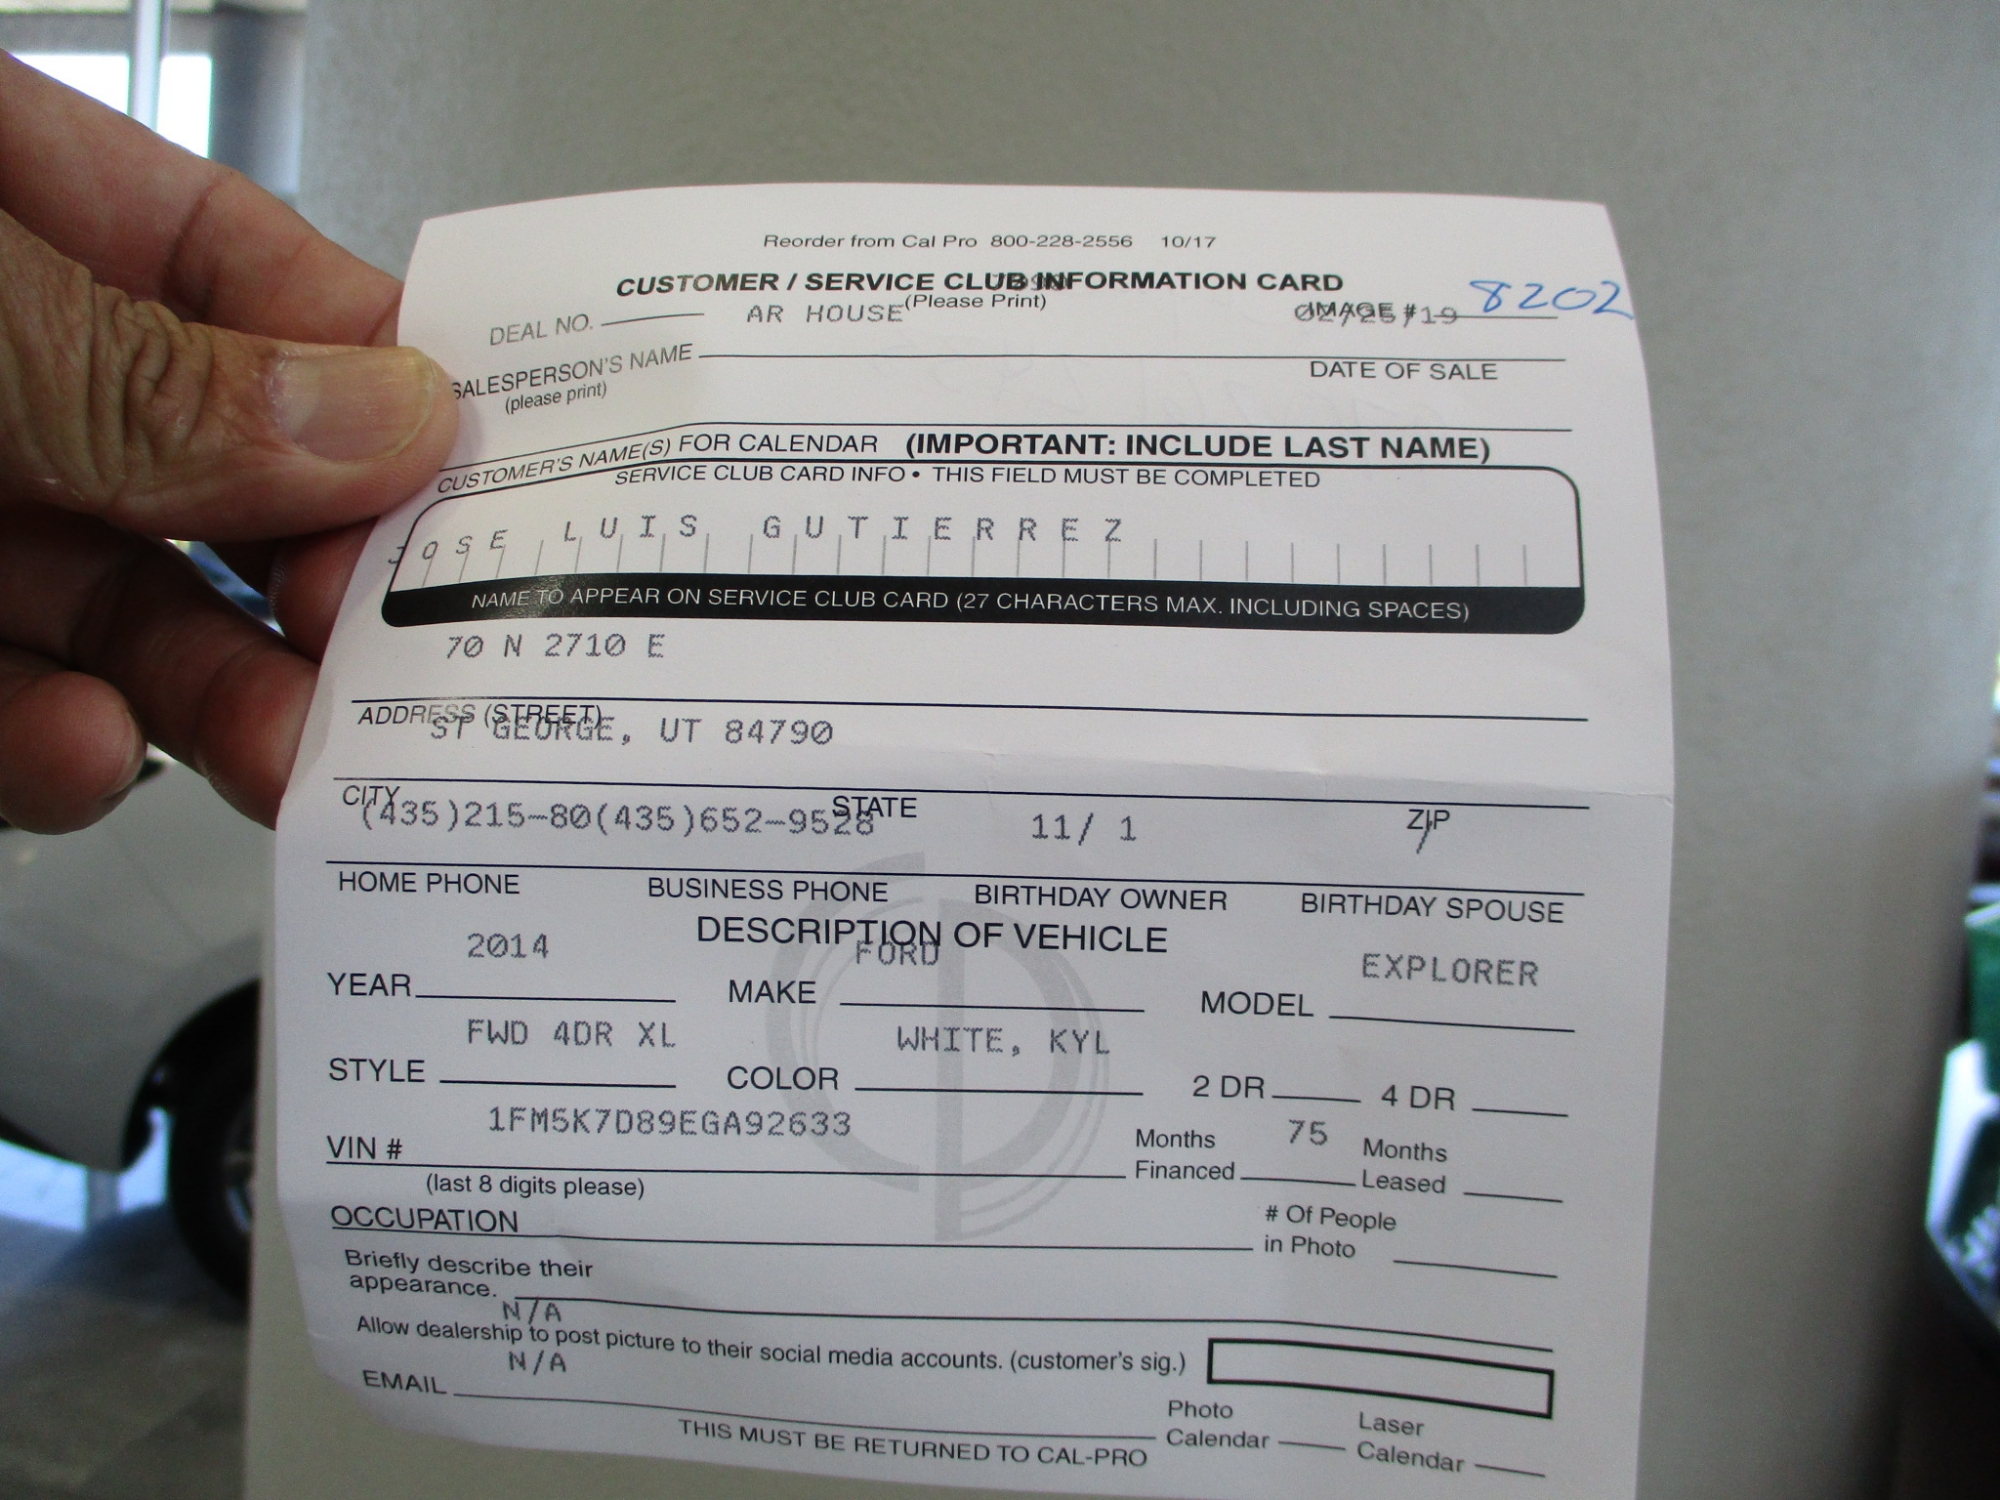 Reorder from Cal Pro 800-228-2556 10/17
CUSTOMER / SERVICE CLUB INFORMATION CARD
(Please Print)
DEAL NO. AR HOUSE IMAGE # 8202
02/25/19
SALESPERSON'S NAME DATE OF SALE
(please print)
CUSTOMER'S NAME(S) FOR CALENDAR (IMPORTANT: INCLUDE LAST NAME)
SERVICE CLUB CARD INFO • THIS FIELD MUST BE COMPLETED
JOSE LUIS GUTIERREZ
NAME TO APPEAR ON SERVICE CLUB CARD (27 CHARACTERS MAX. INCLUDING SPACES)
70 N 2710 E
ADDRESS (STREET)
ST GEORGE, UT 84790
CITY STATE ZIP
(435)215-80(435)652-9528 11/ 1 /
HOME PHONE BUSINESS PHONE BIRTHDAY OWNER BIRTHDAY SPOUSE
DESCRIPTION OF VEHICLE
2014 FORD EXPLORER
YEAR MAKE MODEL
FWD 4DR XL WHITE, KYL
STYLE COLOR 2 DR 4 DR
1FM5K7D89EGA92633 75
VIN # Months Financed Months Leased
(last 8 digits please)
OCCUPATION # Of People in Photo
Briefly describe their
appearance.
N/A
Allow dealership to post picture to their social media accounts. (customer's sig.)
N/A
EMAIL Photo Calendar Laser Calendar
THIS MUST BE RETURNED TO CAL-PRO